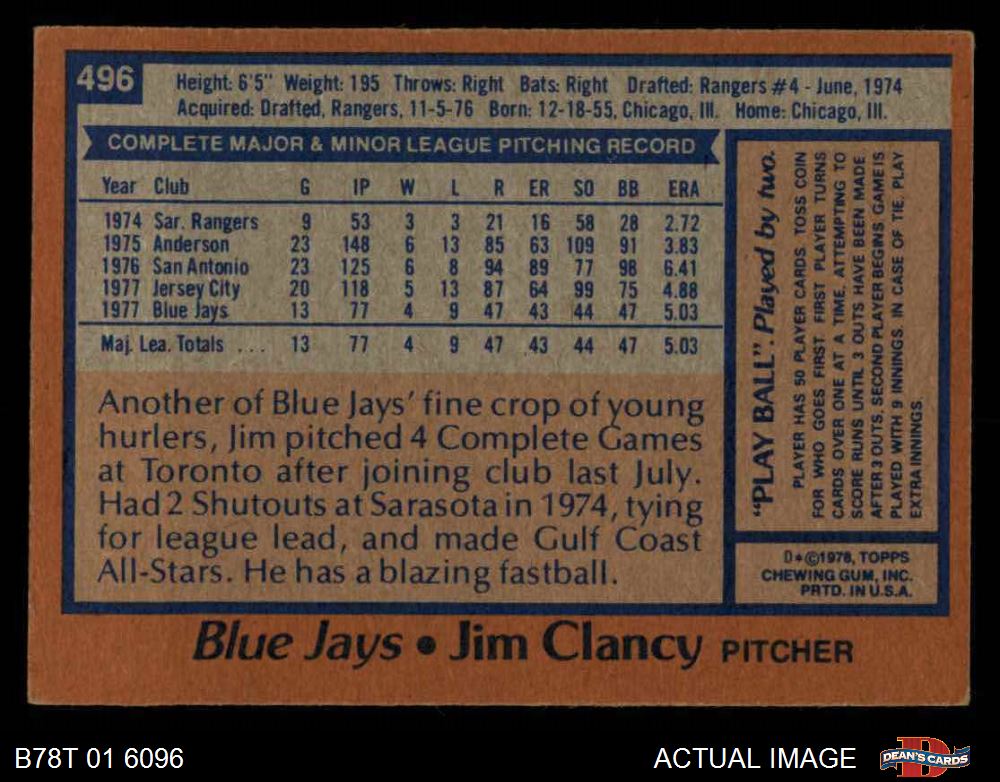 496
Height: 6'5" Weight: 195 Throws: Right Bats: Right Drafted: Rangers #4 - June, 1974
Acquired: Drafted, Rangers, 11-5-76 Born: 12-18-55, Chicago, Ill. Home: Chicago, Ill.
COMPLETE MAJOR & MINOR LEAGUE PITCHING RECORD
Year Club G IP W L R ER SO BB ERA
1974 Sar. Rangers 9 53 3 3 21 16 58 28 2.72
1975 Anderson 23 148 6 13 85 63 109 91 3.83
1976 San Antonio 23 125 6 8 94 89 77 98 6.41
1977 Jersey City 20 118 5 13 87 64 99 75 4.88
1977 Blue Jays 13 77 4 9 47 43 44 47 5.03
Maj. Lea. Totals ... 13 77 4 9 47 43 44 47 5.03
Another of Blue Jays' fine crop of young
hurlers, Jim pitched 4 Complete Games
at Toronto after joining club last July.
Had 2 Shutouts at Sarasota in 1974, tying
for league lead, and made Gulf Coast
All-Stars. He has a blazing fastball.
"PLAY BALL". Played by two.
PLAYER HAS 50 PLAYER CARDS. TOSS COIN
FOR WHO GOES FIRST. FIRST PLAYER TURNS
CARDS OVER ONE AT A TIME, ATTEMPTING TO
SCORE RUNS UNTIL 3 OUTS HAVE BEEN MADE.
AFTER 3 OUTS, SECOND PLAYER BEGINS. GAME IS
PLAYED WITH 9 INNINGS. IN CASE OF TIE, PLAY
EXTRA INNINGS.
D*©1978, TOPPS
CHEWING GUM, INC.
PRTD. IN U.S.A.
Blue Jays • Jim Clancy PITCHER
B78T 01 6096
ACTUAL IMAGE
DEAN'S CARDS